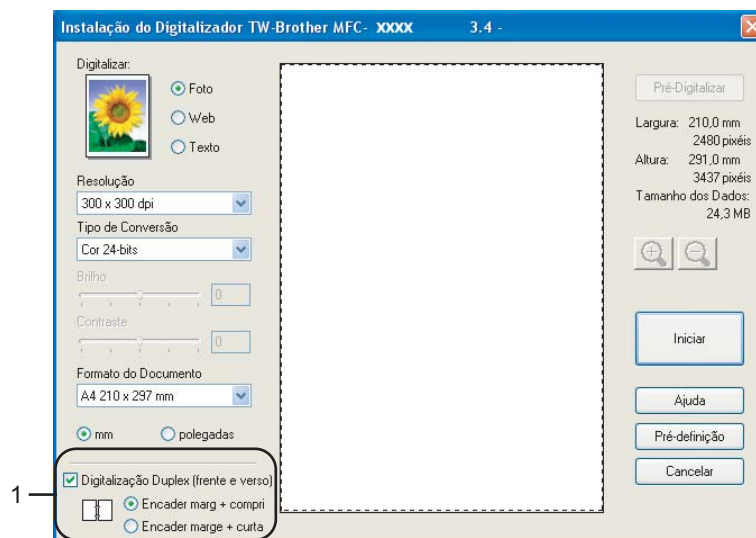 Instalação do Digitalizador TW-Brother MFC- XXXX 3.4 -
Digitalizar:
Foto
Web
Texto
Resolução
300 x 300 dpi
Tipo de Conversão
Cor 24-bits
Brilho
0
Contraste
0
Formato do Documento
A4 210 x 297 mm
mm
polegadas
1
Digitalização Duplex (frente e verso)
Encader marg + compri
Encader marge + curta
Pré-Digitalizar
Largura: 210,0 mm
2480 pixéis
Altura: 291,0 mm
3437 pixéis
Tamanho dos Dados:
24,3 MB
Iniciar
Ajuda
Pré-definição
Cancelar